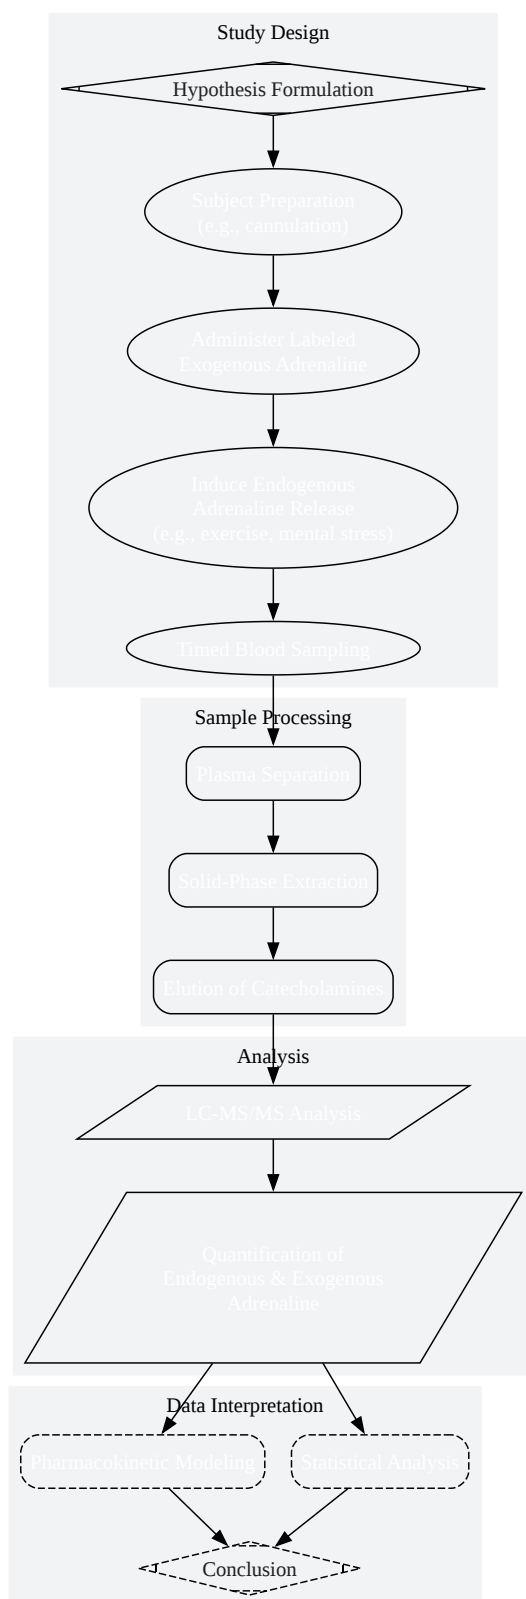 Study Design
Hypothesis Formulation
Subject Preparation
(e.g., cannulation)
Administer Labeled
Exogenous Adrenaline
Induce Endogenous
Adrenaline Release
(e.g., exercise, mental stress)
Timed Blood Sampling
Sample Processing
Plasma Separation
Solid-Phase Extraction
Elution of Catecholamines
Analysis
LC-MS/MS Analysis
Quantification of
Endogenous & Exogenous
Adrenaline
Data Interpretation
Pharmacokinetic Modeling
Statistical Analysis
Conclusion